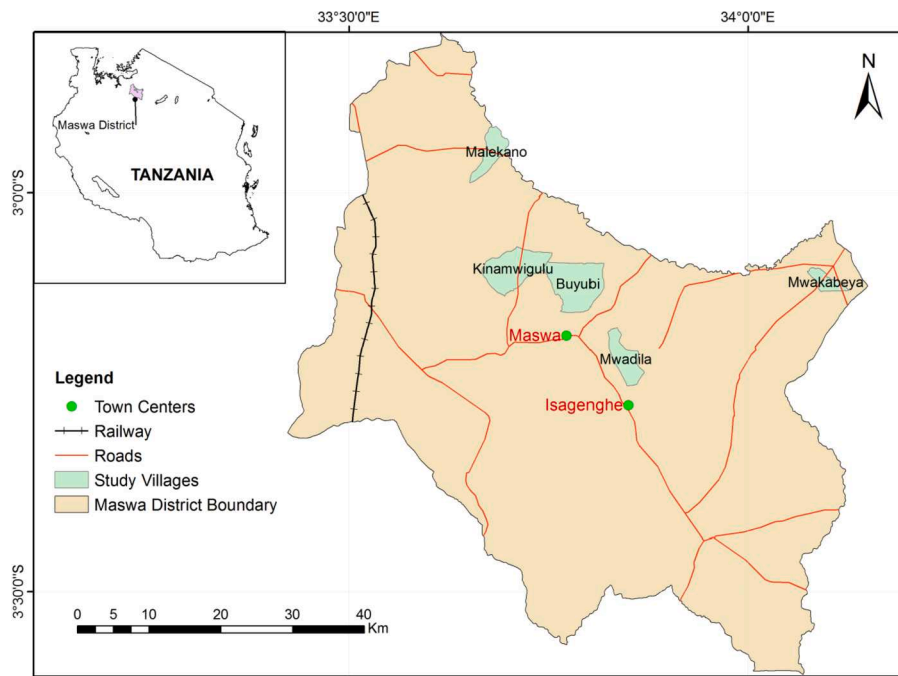 33°30'0"E
34°0'0"E
N
Maswa District
TANZANIA
Malekano
3°0'0"S
Kinamwigulu
Buyubi
Mwakabeya
Maswa
Mwadila
Isagenghe
Legend
Town Centers
Railway
Roads
Study Villages
Maswa District Boundary
3°30'0"S
0 5 10 20 30 40
Km